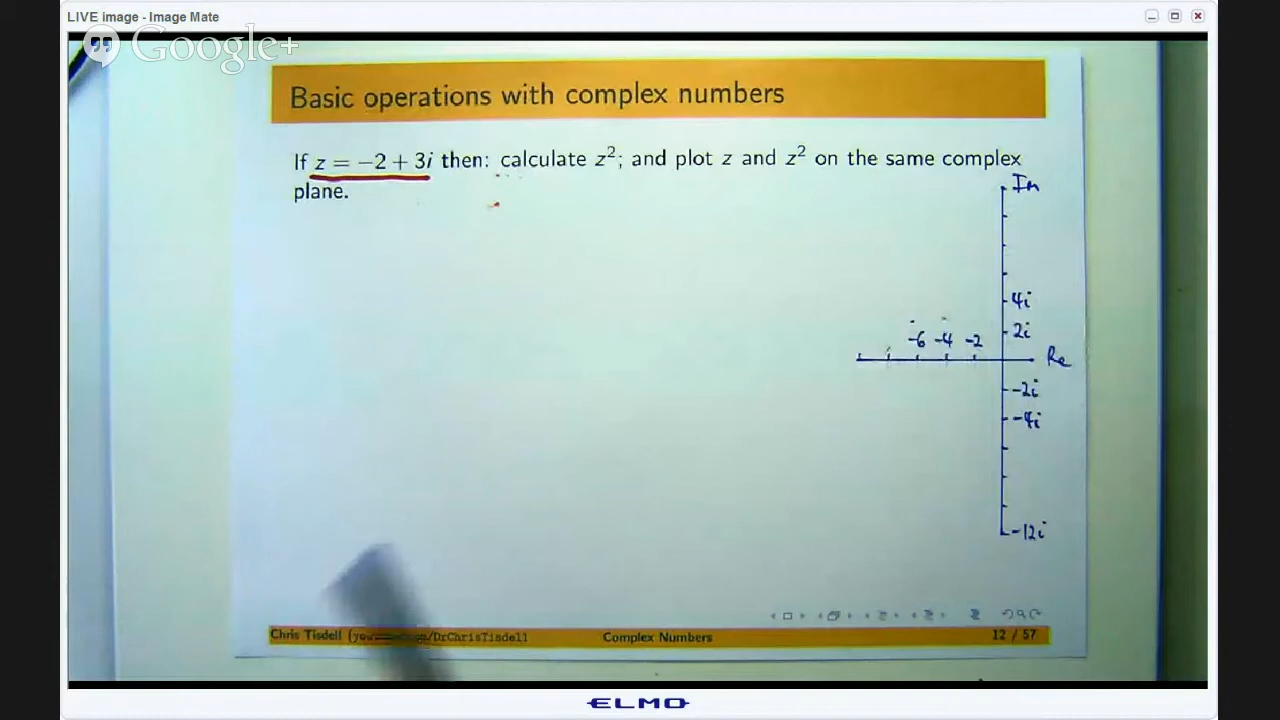 LIVE image - Image Mate
Google+
Basic operations with complex numbers
If z = −2 + 3i then: calculate z²; and plot z and z² on the same complex
plane.
Im
4i
2i
-6 -4 -2
Re
-2i
-4i
-12i
Chris Tisdell Complex Numbers 12 / 57
ELMO